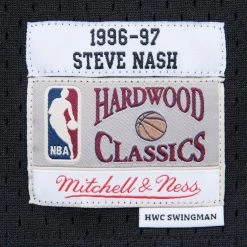 1996-97
STEVE NASH
NBA
HARDWOOD
CLASSICS
Mitchell & Ness
HWC SWINGMAN